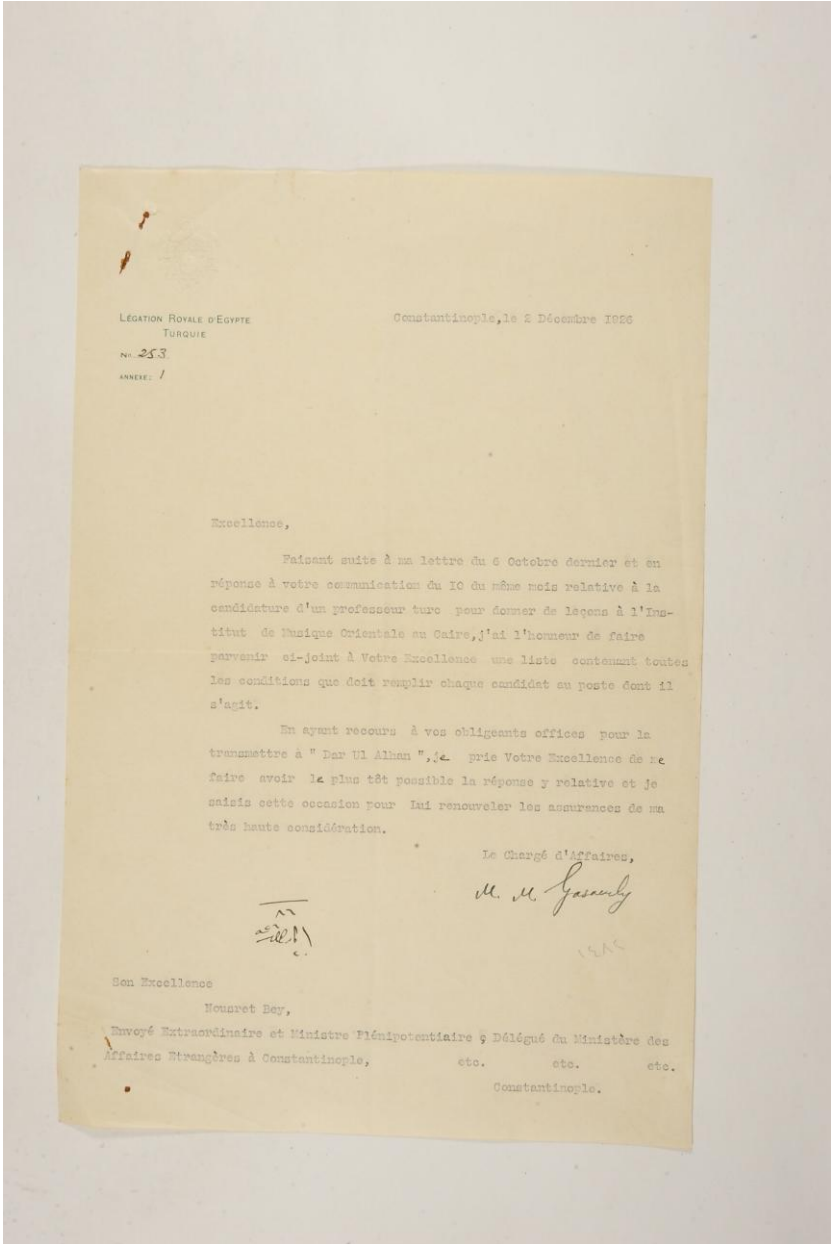 LÉGATION ROYALE D'EGYPTE
TURQUIE
No 253
ANNEXE: 1
Constantinople,le 2 Décembre 1926
Excellence,
Faisant suite à ma lettre du 6 Octobre dernier et en
réponse à votre communication du IO du même mois relative à la
candidature d'un professeur turc pour donner de leçons à l'Ins-
titut de Musique Orientale au Caire,j'ai l'honneur de faire
parvenir ci-joint à Votre Excellence une liste contenant toutes
les conditions que doit remplir chaque candidat au poste dont il
s'agit.
En ayant recours à vos obligeants offices pour la
transmettre à " Dar Ul Alhan ",je prie Votre Excellence de me
faire avoir le plus tôt possible la réponse y relative et je
saisis cette occasion pour Lui renouveler les assurances de ma
très haute considération.
Le Chargé d'Affaires,
M. M.
Son Excellence
Nousret Bey,
Envoyé Extraordinaire et Ministre Plénipotentiaire , Délégué du Ministère des
Affaires Etrangères à Constantinople, etc. etc. etc.
Constantinople.